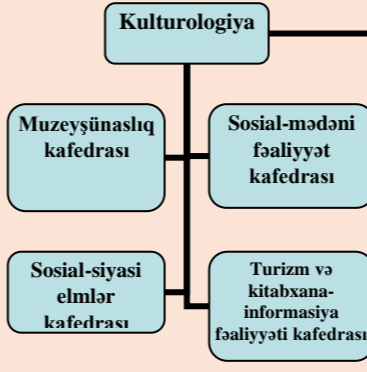 Kulturologiya
Muzeyşünaslıq
kafedrası
Sosial-mədəni
fəaliyyət
kafedrası
Sosial-siyasi
elmlər
kafedrası
Turizm və
kitabxana-
informasiya
fəaliyyəti kafedrası